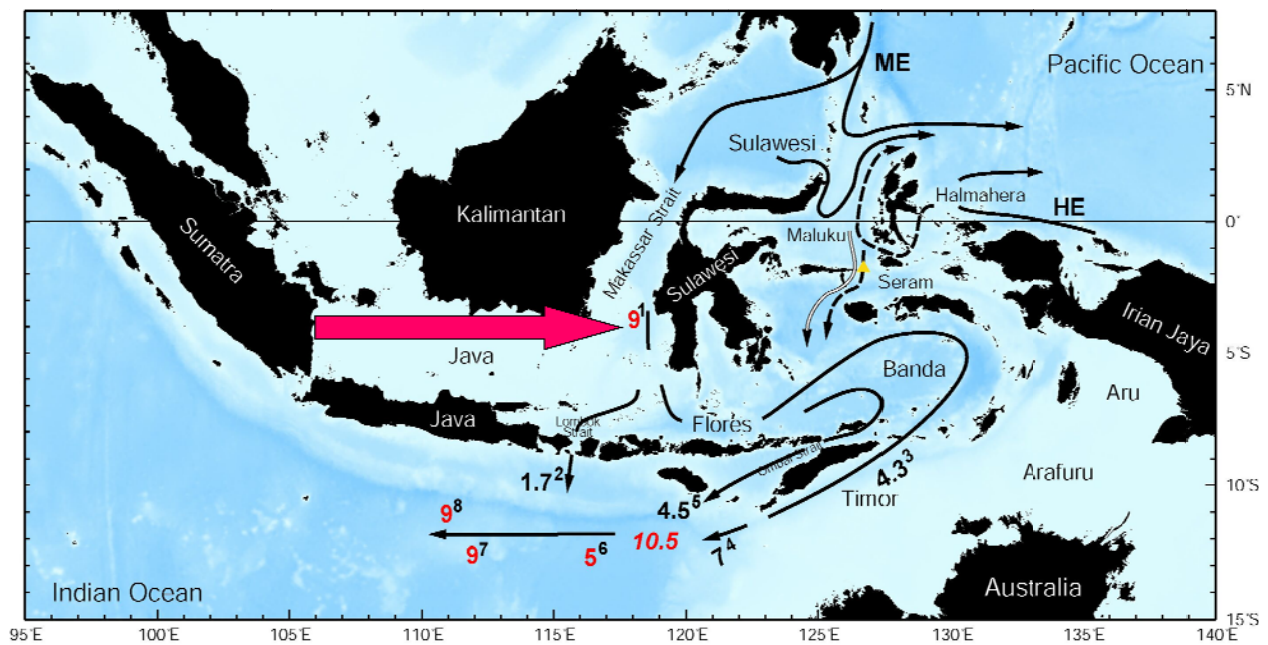 ME
Pacific Ocean
5°N
Sulawesi
Halmahera
Kalimantan
Makassar Strait
HE
0°
Maluku
Sumatra
Sulawesi
Seram
Irian Jaya
9¹
Java
5°S
Banda
Aru
Java
Lombok
Strait
Flores
Ombai Strait
4.3³
Arafuru
1.7²
Timor
10°S
4.5⁵
9⁸
10.5
7⁴
9⁷
5⁶
Australia
Indian Ocean
15°S
95°E
100°E
105°E
110°E
115°E
120°E
125°E
130°E
135°E
140°E